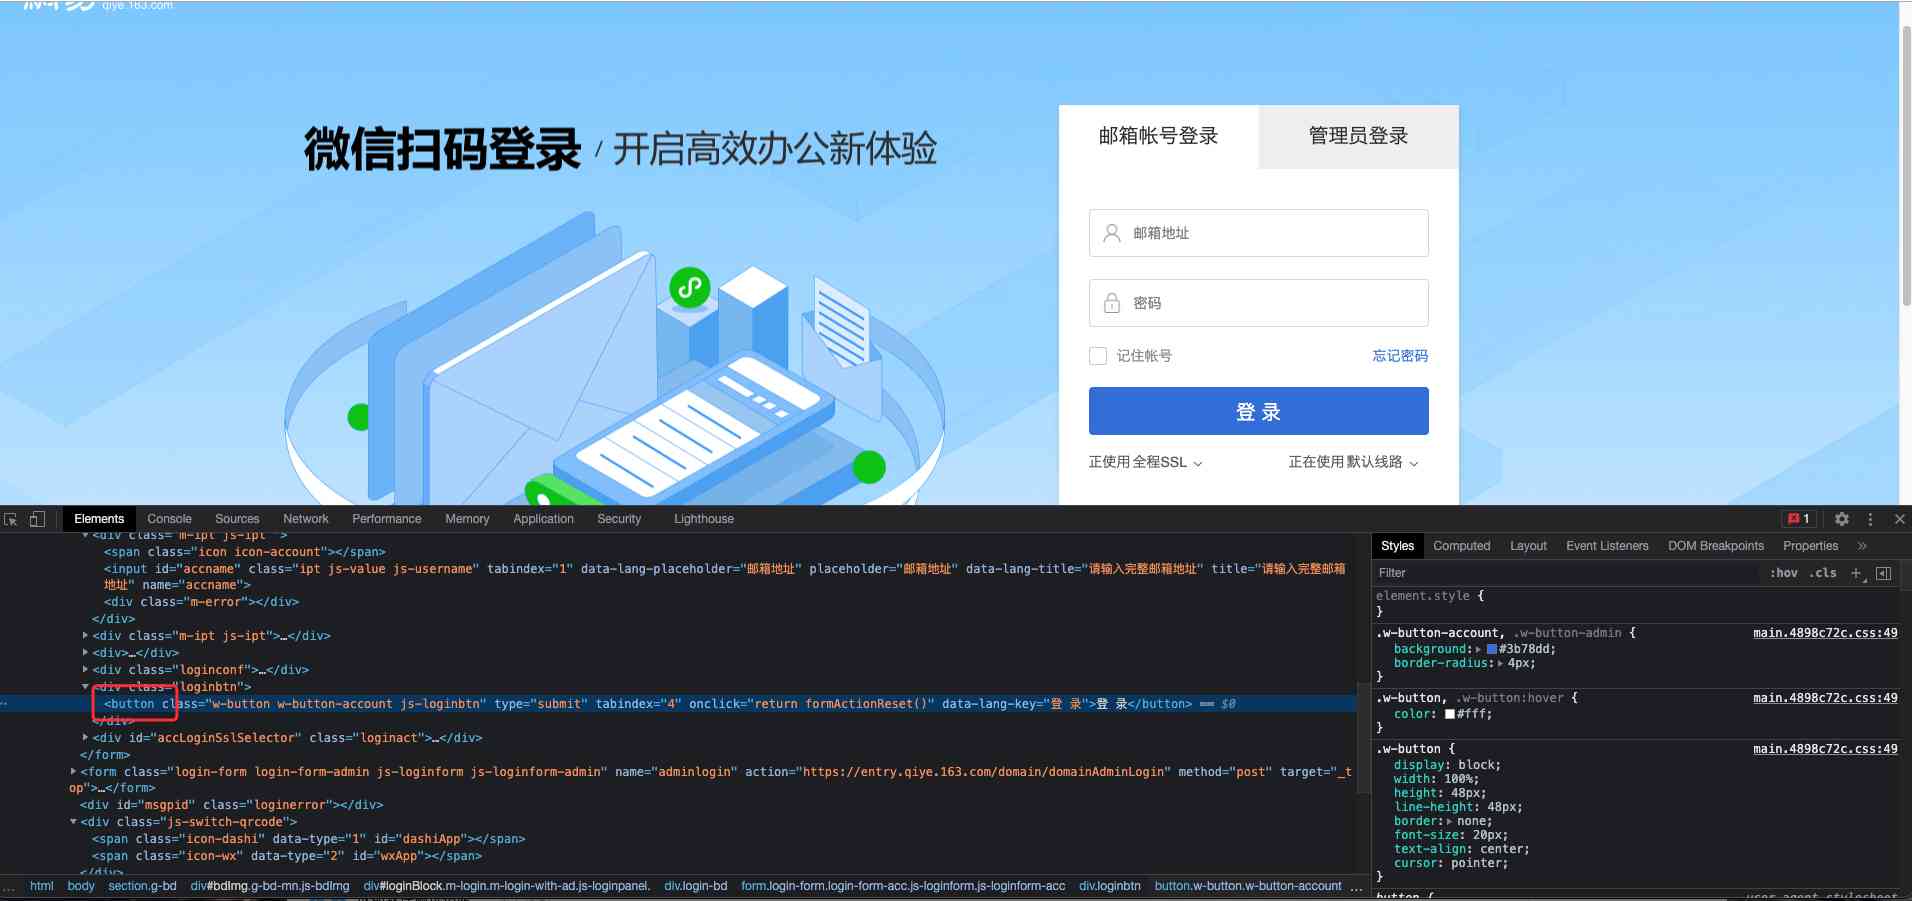 qiye.163.com
微信扫码登录 / 开启高效办公新体验
邮箱帐号登录
管理员登录
邮箱地址
密码
记住帐号
忘记密码
登 录
正使用 全程SSL
正在使用 默认线路
Elements Console Sources Network Performance Memory Application Security Lighthouse
1
<div class="m-ipt js-ipt ">
<span class="icon icon-account"></span>
<input id="accname" class="ipt js-value js-username" tabindex="1" data-lang-placeholder="邮箱地址" placeholder="邮箱地址" data-lang-title="请输入完整邮箱地址" title="请输入完整邮箱
地址" name="accname">
<div class="m-error"></div>
</div>
<div class="m-ipt js-ipt">…</div>
<div>…</div>
<div class="loginconf">…</div>
<div class="loginbtn">
<button class="w-button w-button-account js-loginbtn" type="submit" tabindex="4" onclick="return formActionReset()" data-lang-key="登 录">登 录</button> == $0
</div>
<div id="accLoginSslSelector" class="loginact">…</div>
</form>
<form class="login-form login-form-admin js-loginform js-loginform-admin" name="adminlogin" action="https://entry.qiye.163.com/domain/domainAdminLogin" method="post" target="_t
op">…</form>
<div id="msgpid" class="loginerror"></div>
<div class="js-switch-qrcode">
<span class="icon-dashi" data-type="1" id="dashiApp"></span>
<span class="icon-wx" data-type="2" id="wxApp"></span>
</div>
… html body section.g-bd div#bdImg.g-bd-mn.js-bdImg div#loginBlock.m-login.m-login-with-ad.js-loginpanel. div.login-bd form.login-form.login-form-acc.js-loginform.js-loginform-acc div.loginbtn button.w-button.w-button-account …
Styles Computed Layout Event Listeners DOM Breakpoints Properties »
Filter :hov .cls +
element.style {
}
.w-button-account, .w-button-admin { main.4898c72c.css:49
background: #3b78dd;
border-radius: 4px;
}
.w-button, .w-button:hover { main.4898c72c.css:49
color: #fff;
}
.w-button { main.4898c72c.css:49
display: block;
width: 100%;
height: 48px;
line-height: 48px;
border: none;
font-size: 20px;
text-align: center;
cursor: pointer;
}
button { user agent stylesheet